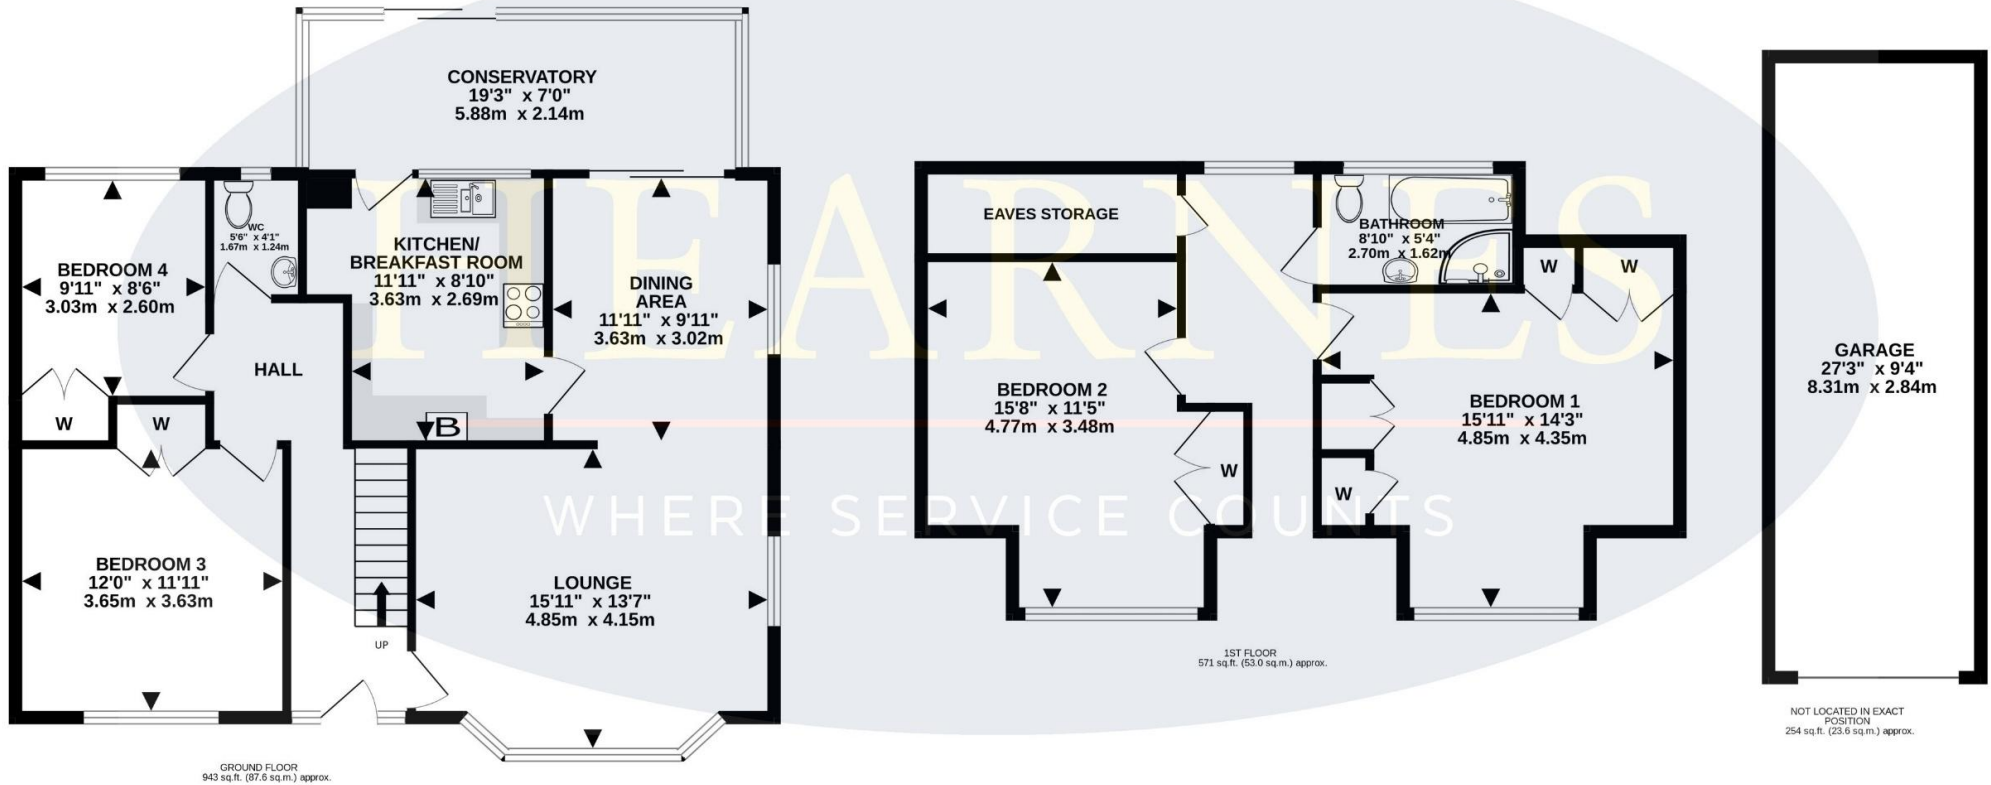 CONSERVATORY
19'3" x 7'0"
5.88m x 2.14m
WC
5'6" x 4'1"
1.67m x 1.24m
KITCHEN/
BREAKFAST ROOM
11'11" x 8'10"
3.63m x 2.69m
BEDROOM 4
9'11" x 8'6"
3.03m x 2.60m
DINING
AREA
11'11" x 9'11"
3.63m x 3.02m
HALL
W
W
B
BEDROOM 3
12'0" x 11'11"
3.65m x 3.63m
LOUNGE
15'11" x 13'7"
4.85m x 4.15m
UP
GROUND FLOOR
943 sq.ft. (87.6 sq.m.) approx.
EAVES STORAGE
BATHROOM
8'10" x 5'4"
2.70m x 1.62m
W
W
BEDROOM 2
15'8" x 11'5"
4.77m x 3.48m
BEDROOM 1
15'11" x 14'3"
4.85m x 4.35m
W
W
1ST FLOOR
571 sq.ft. (53.0 sq.m.) approx.
GARAGE
27'3" x 9'4"
8.31m x 2.84m
NOT LOCATED IN EXACT
POSITION
254 sq.ft. (23.6 sq.m.) approx.
HEARNES
WHERE SERVICE COUNTS